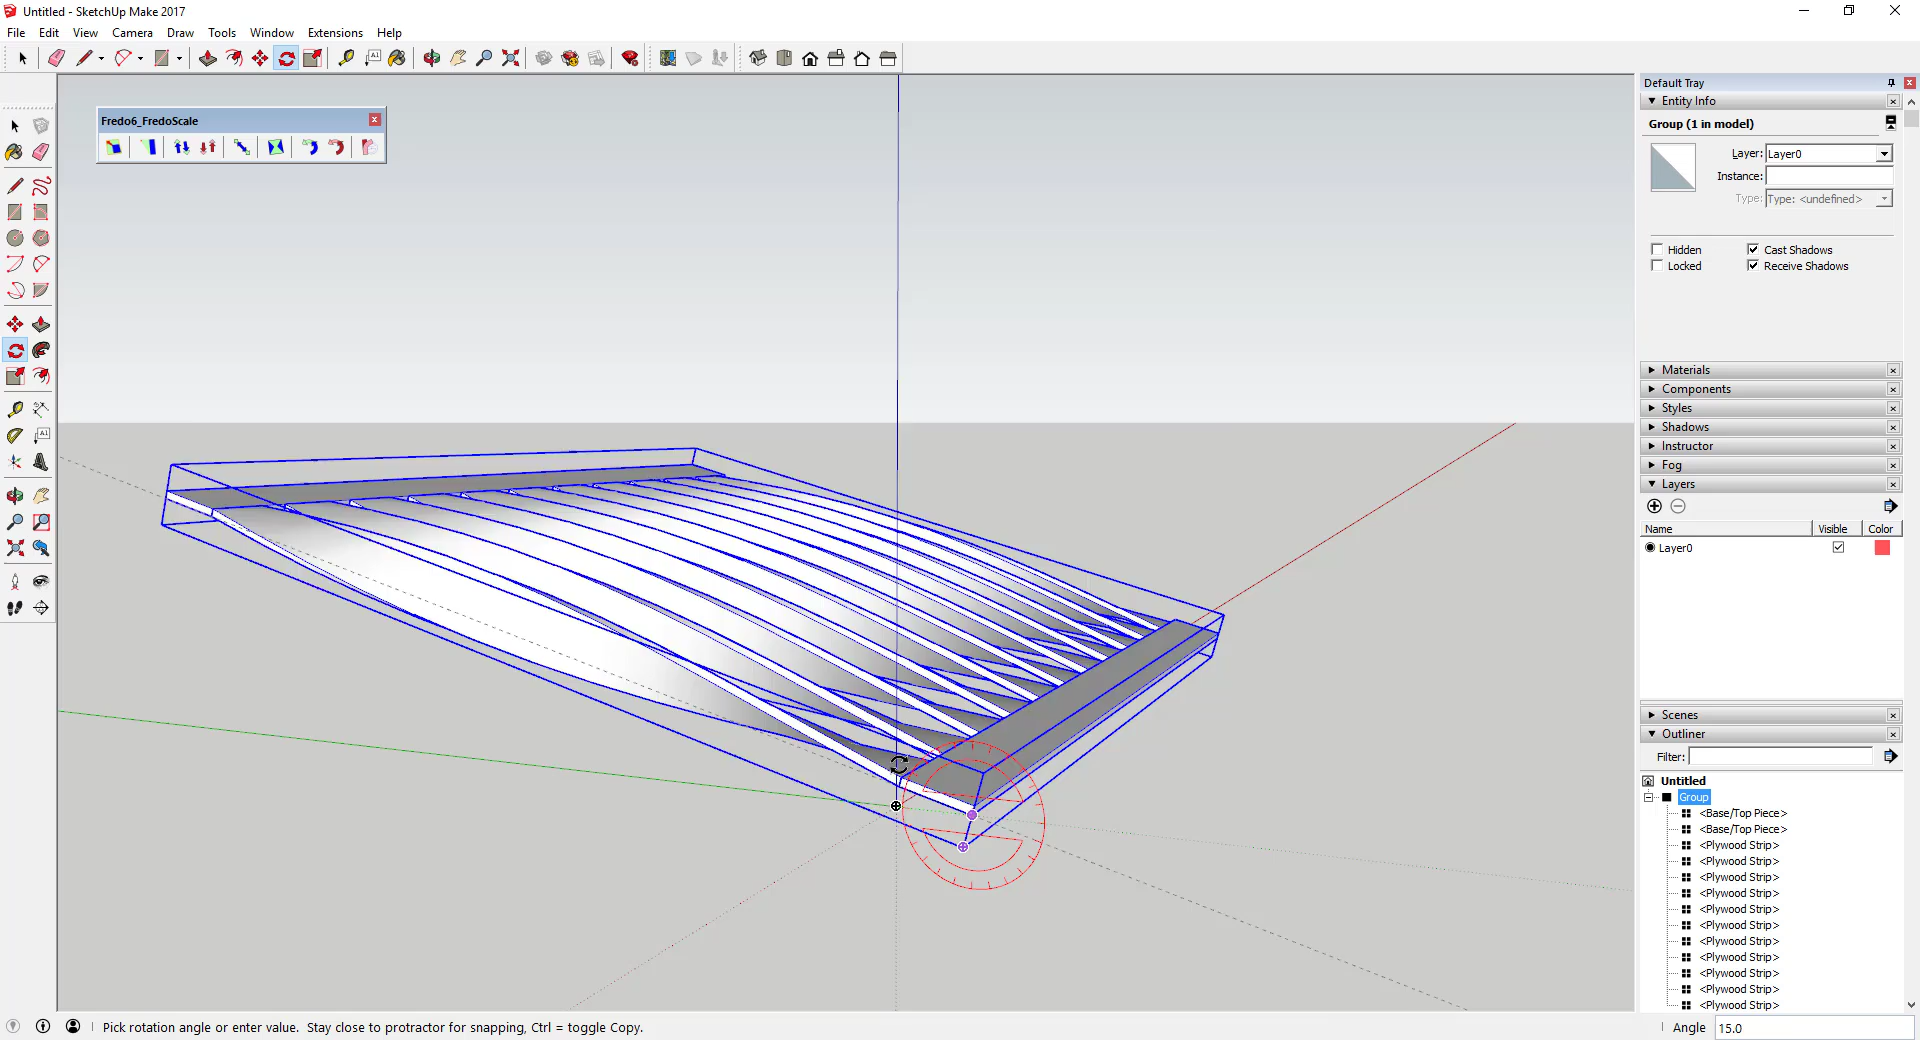 Untitled - SketchUp Make 2017
File Edit View Camera Draw Tools Window Extensions Help
Fredo6_FredoScale
Default Tray
Entity Info
Group (1 in model)
Layer: Layer0
Instance:
Type: Type: <undefined>
Hidden Cast Shadows
Locked Receive Shadows
Materials
Components
Styles
Shadows
Instructor
Fog
Layers
Name Visible Color
Layer0
Scenes
Outliner
Filter:
Untitled
Group
<Base/Top Piece>
<Base/Top Piece>
<Plywood Strip>
<Plywood Strip>
<Plywood Strip>
<Plywood Strip>
<Plywood Strip>
<Plywood Strip>
<Plywood Strip>
<Plywood Strip>
<Plywood Strip>
<Plywood Strip>
<Plywood Strip>
Pick rotation angle or enter value. Stay close to protractor for snapping, Ctrl = toggle Copy.
Angle 15.0